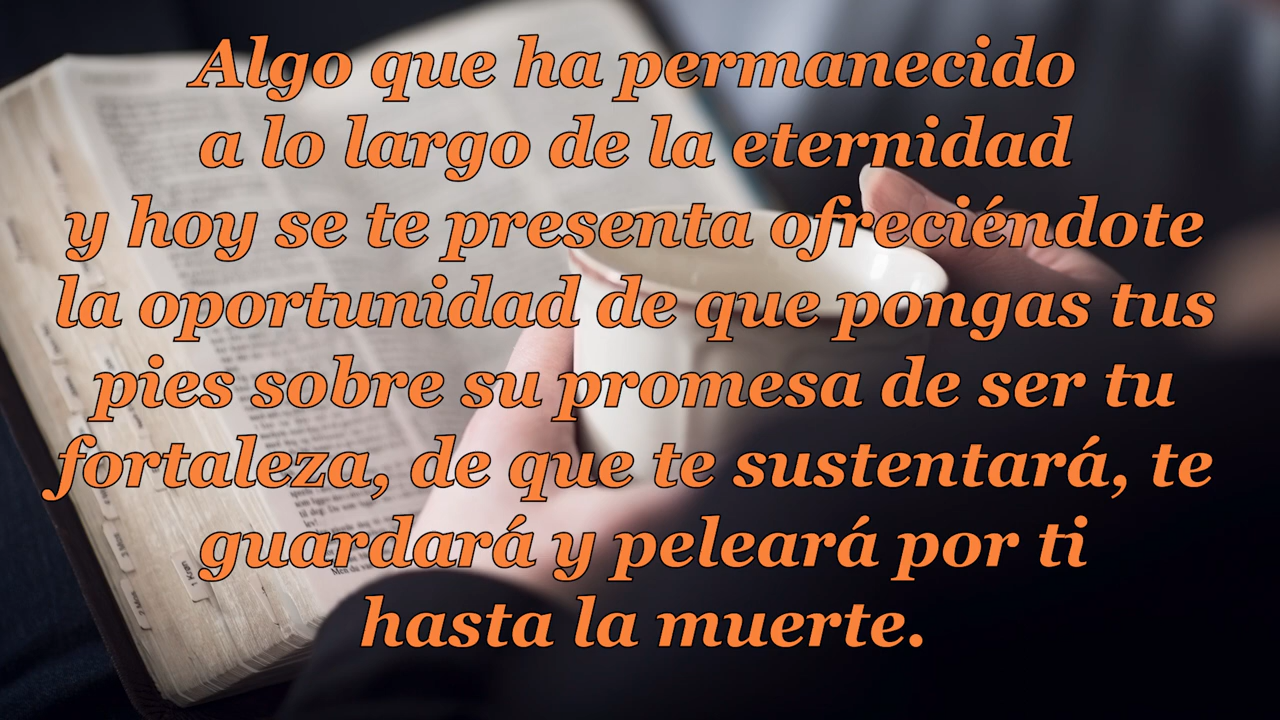 Algo que ha permanecido
a lo largo de la eternidad
y hoy se te presenta ofreciéndote
la oportunidad de que pongas tus
pies sobre su promesa de ser tu
fortaleza, de que te sustentará, te
guardará y peleará por ti
hasta la muerte.